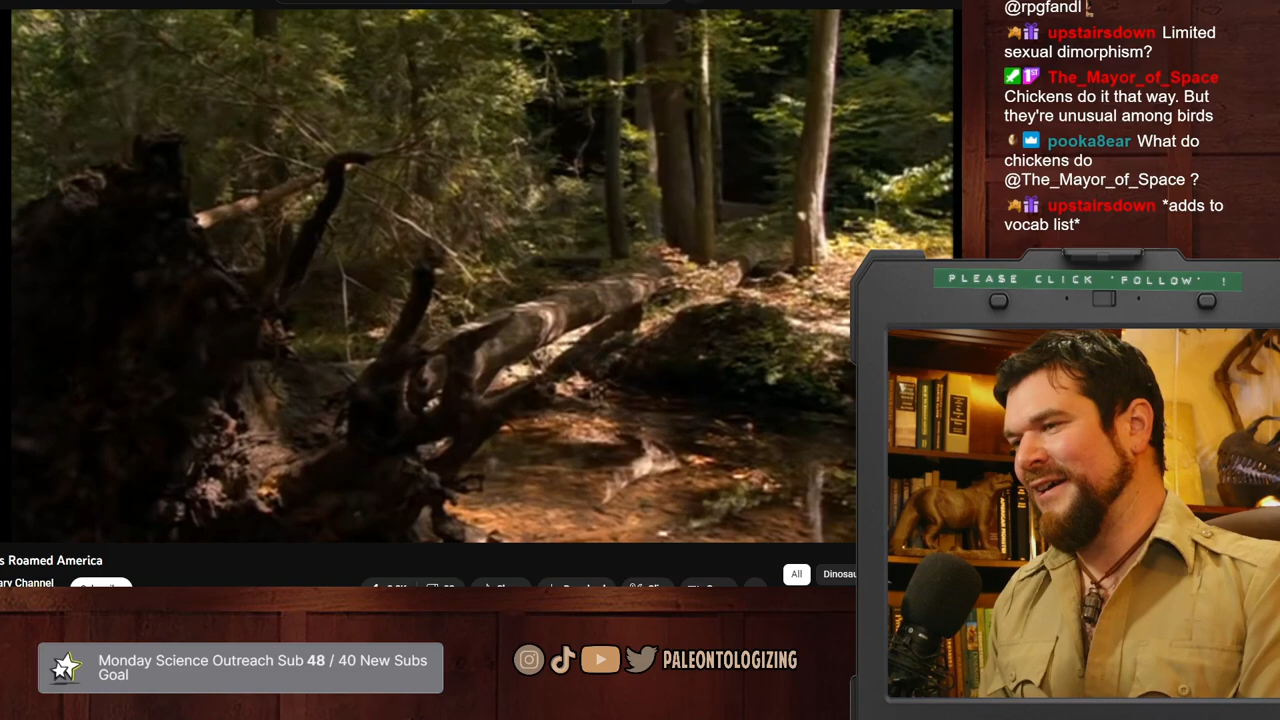 @rpgfandl
upstairsdown Limited
sexual dimorphism?
The_Mayor_of_Space
Chickens do it that way. But
they're unusual among birds
pooka8ear What do
chickens do
@The_Mayor_of_Space ?
upstairsdown *adds to
vocab list*
PLEASE CLICK 'FOLLOW' !
s Roamed America
ary Channel
All
Dinosau
Monday Science Outreach Sub 48 / 40 New Subs
Goal
PALEONTOLOGIZING